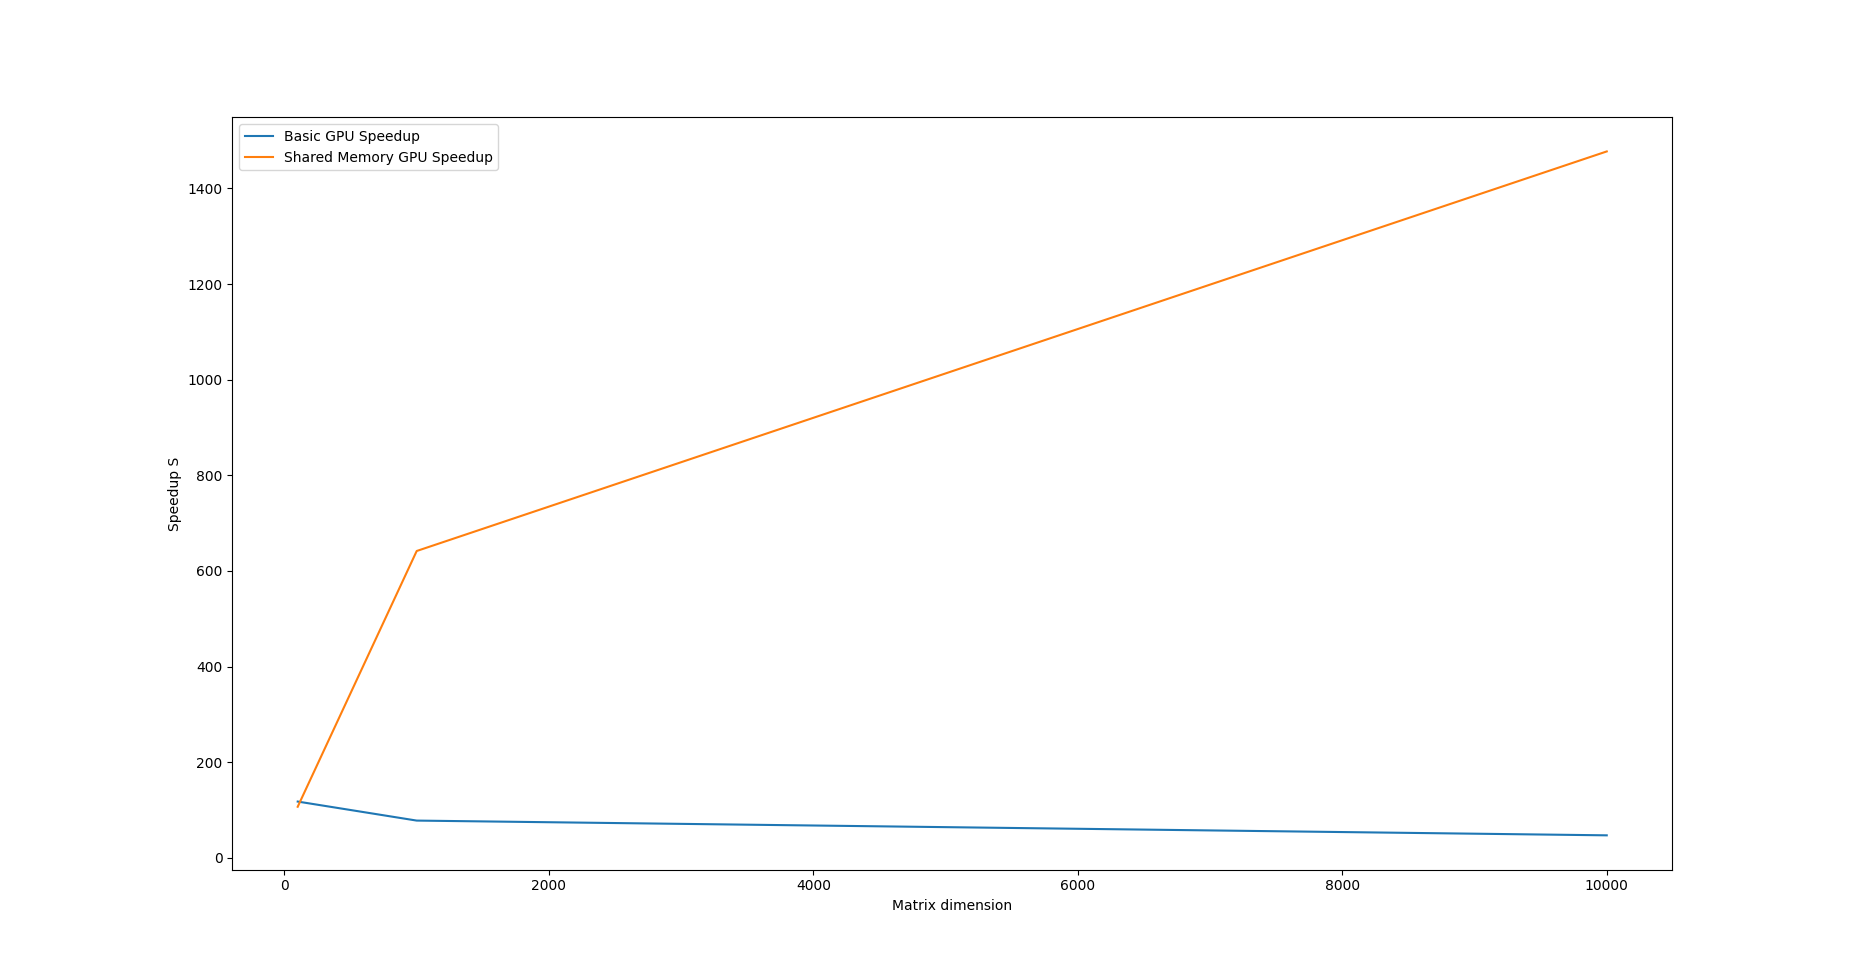 Basic GPU Speedup
Shared Memory GPU Speedup
1400
1200
1000
800
600
400
200
0
Speedup S
0 2000 4000 6000 8000 10000
Matrix dimension